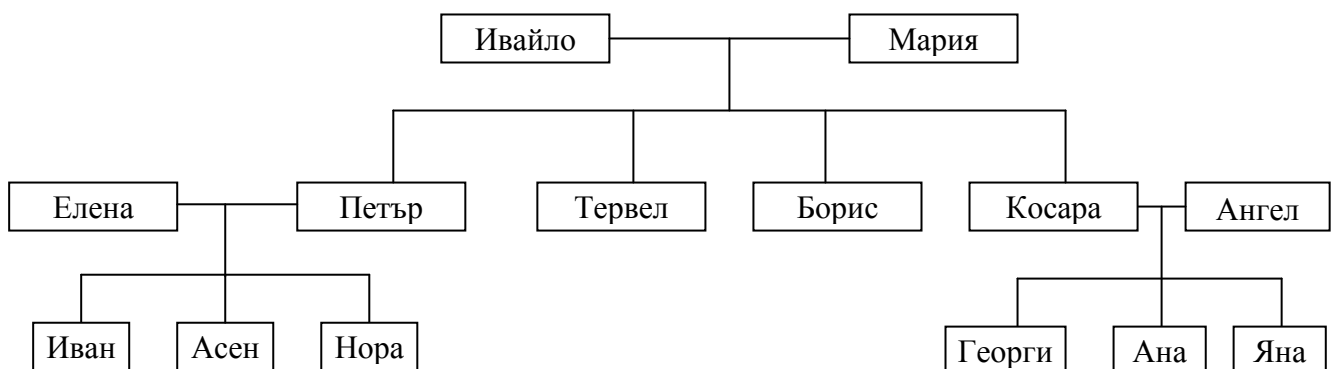 Ивайло Мария
Елена Петър Тервел Борис Косара Ангел
Иван Асен Нора Георги Ана Яна